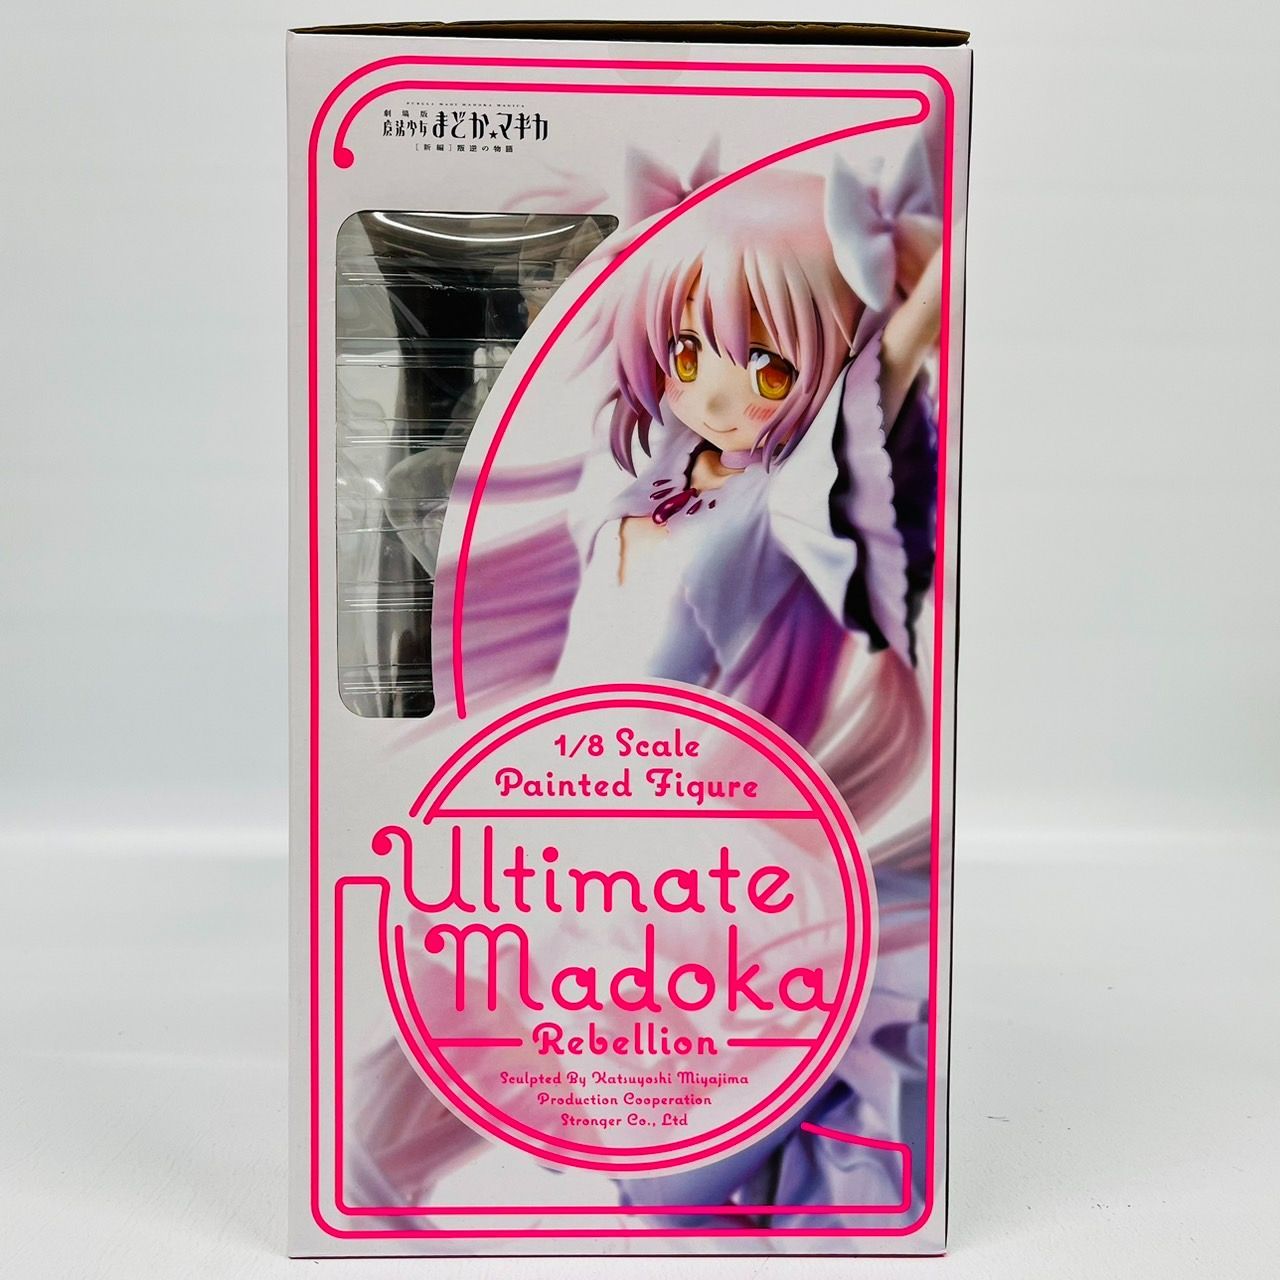 PUELLA MAGI MADOKA MAGICA
劇場版
魔法少女まどか★マギカ
[新編]叛逆の物語
1/8 Scale
Painted Figure
Ultimate
Madoka
Rebellion
Sculpted By Katsuyoshi Miyajima
Production Cooperation
Stronger Co., Ltd